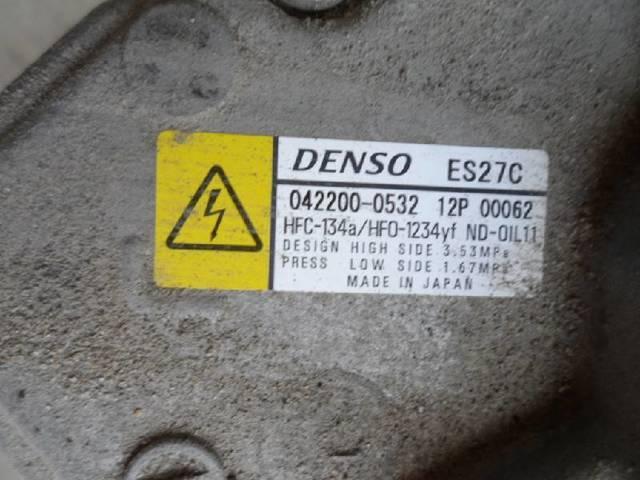 DENSO ES27C
042200-0532 12P 00062
HFC-134a/HFO-1234yf ND-OIL11
DESIGN HIGH SIDE 3.53MPa
PRESS LOW SIDE 1.67MPa
MADE IN JAPAN